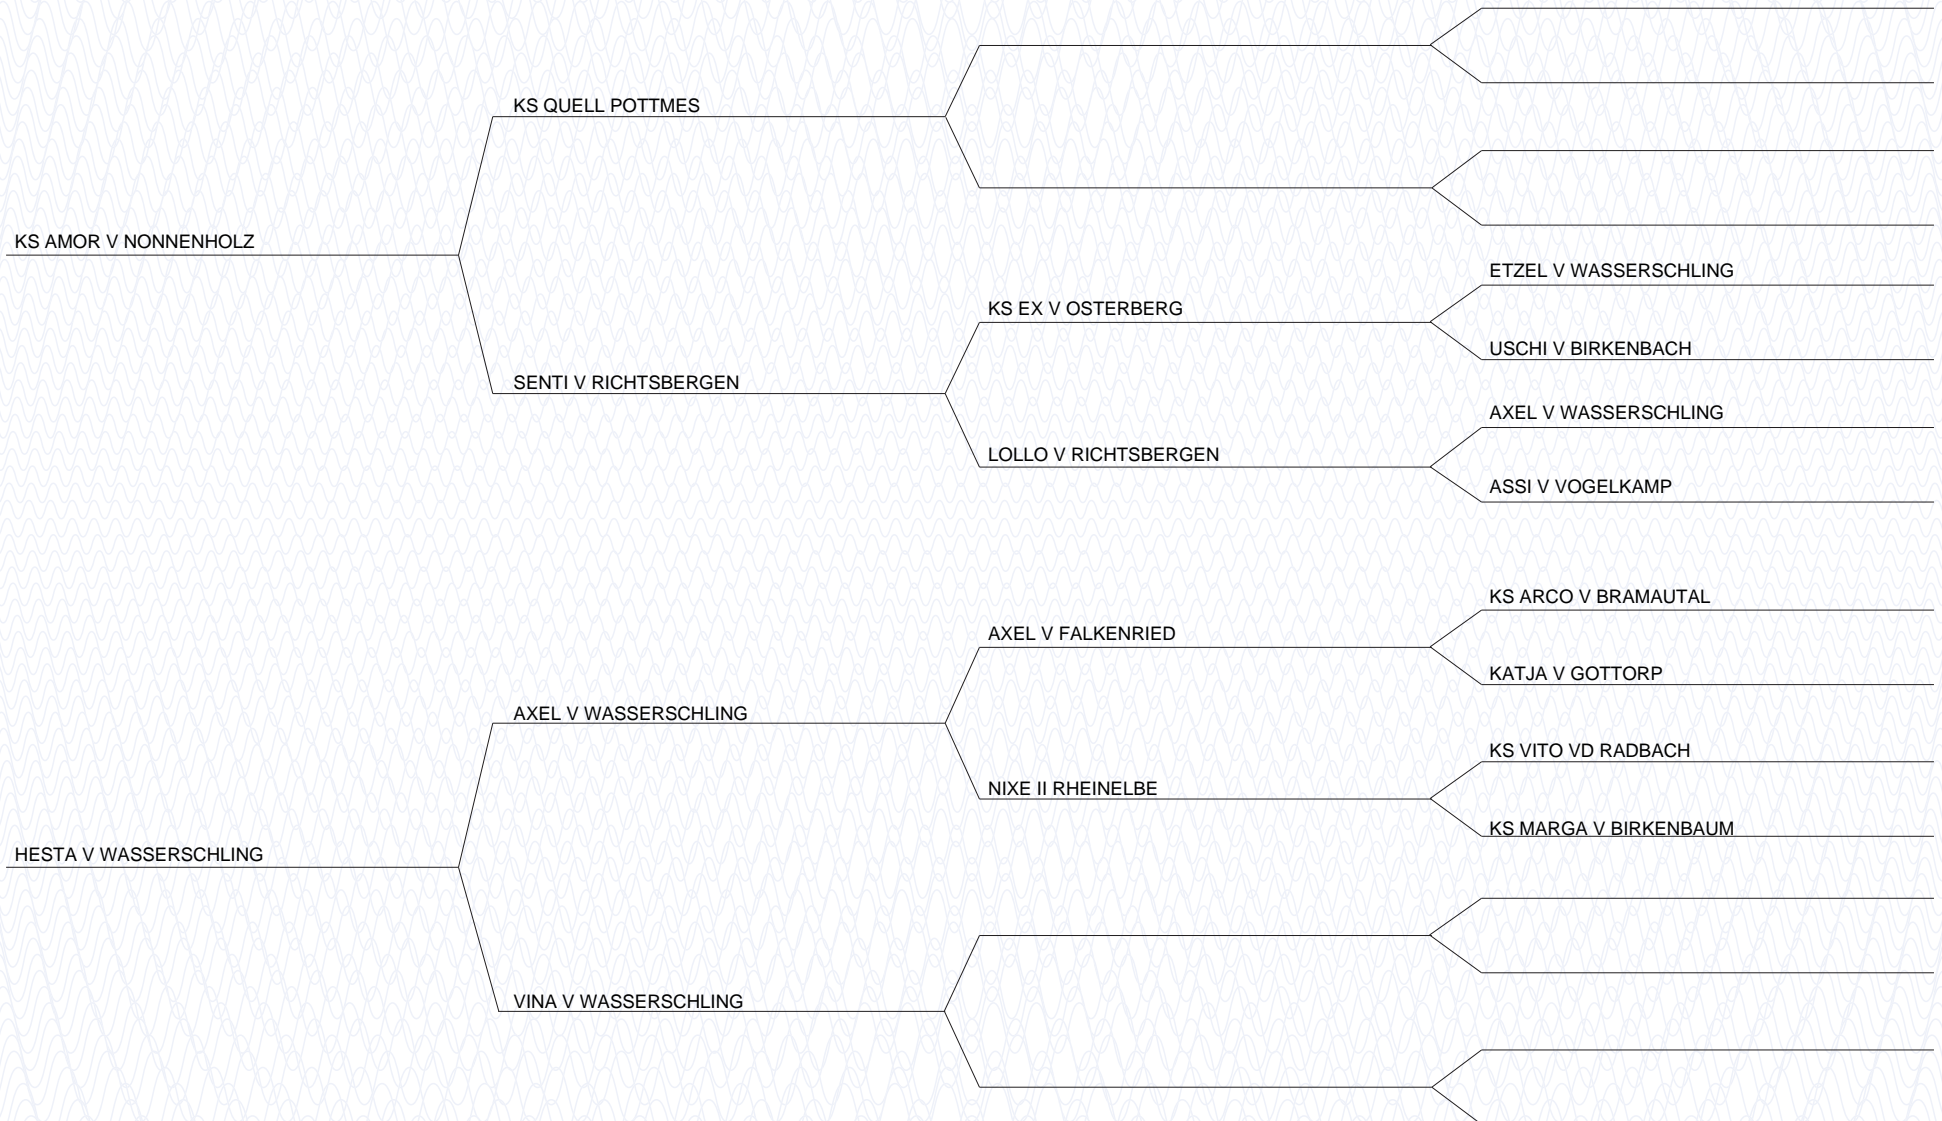 KS QUELL POTTMES
KS AMOR V NONNENHOLZ
ETZEL V WASSERSCHLING
KS EX V OSTERBERG
USCHI V BIRKENBACH
SENTI V RICHTSBERGEN
AXEL V WASSERSCHLING
LOLLO V RICHTSBERGEN
ASSI V VOGELKAMP
KS ARCO V BRAMAUTAL
AXEL V FALKENRIED
KATJA V GOTTORP
AXEL V WASSERSCHLING
KS VITO VD RADBACH
NIXE II RHEINELBE
KS MARGA V BIRKENBAUM
HESTA V WASSERSCHLING
VINA V WASSERSCHLING